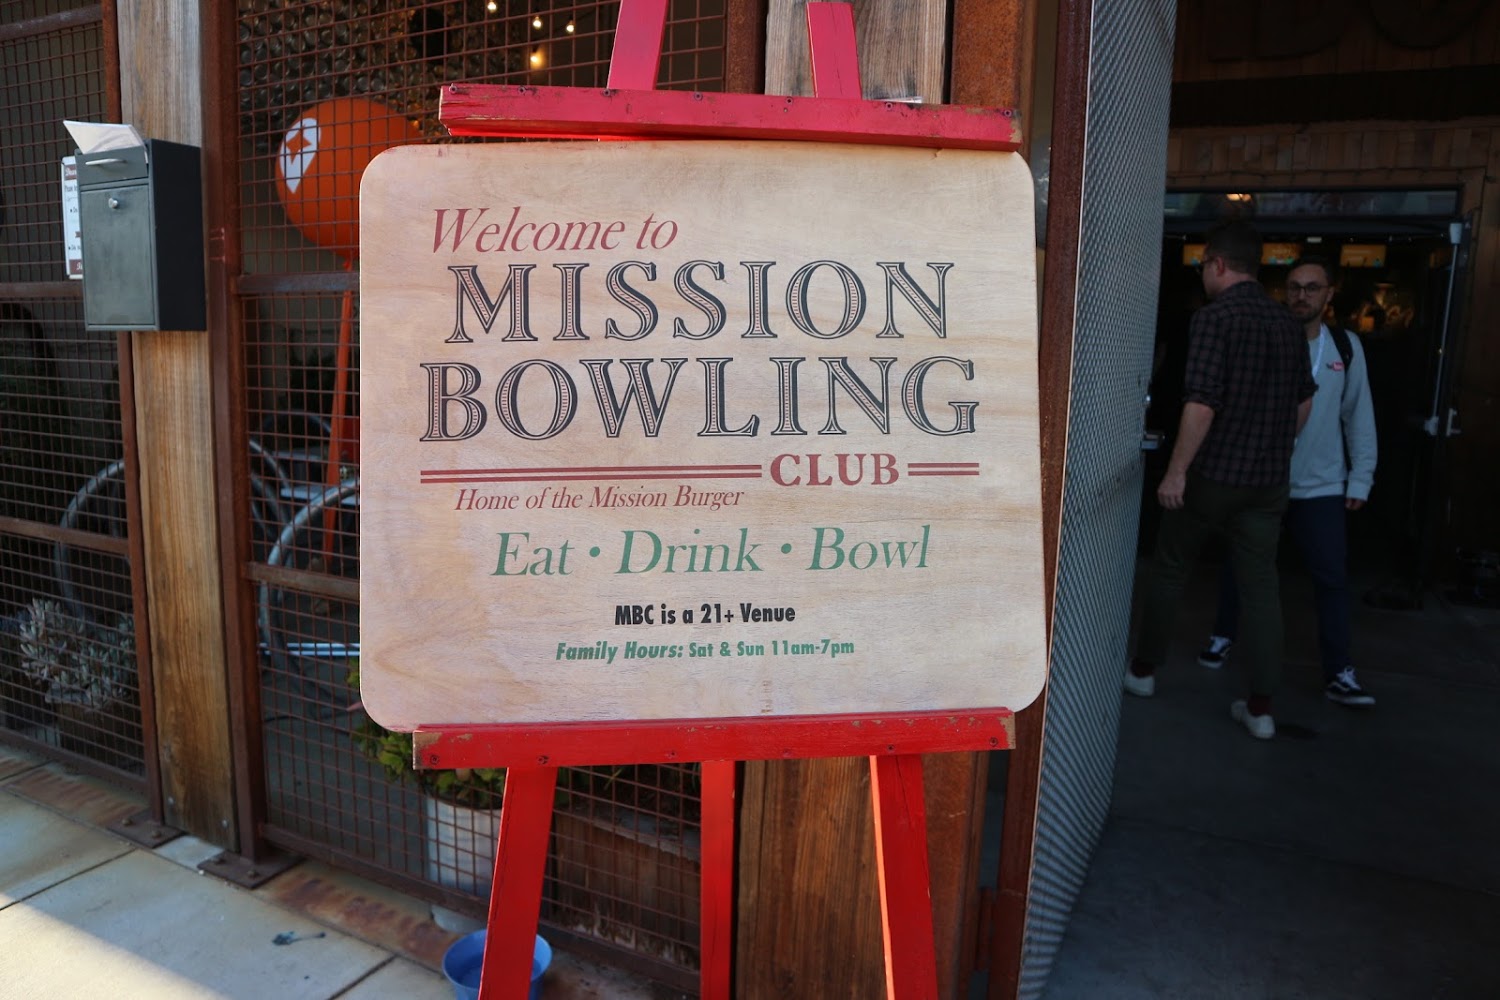 Welcome to
MISSION
BOWLING
CLUB
Home of the Mission Burger
Eat • Drink • Bowl
MBC is a 21+ Venue
Family Hours: Sat & Sun 11am-7pm